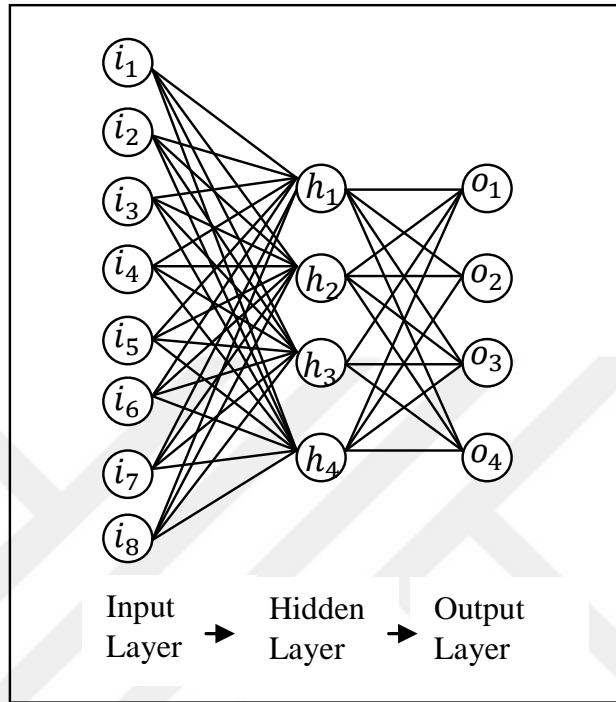 i₁
i₂
i₃
i₄
i₅
i₆
i₇
i₈
h₁
h₂
h₃
h₄
o₁
o₂
o₃
o₄
Input Layer
Hidden Layer
Output Layer